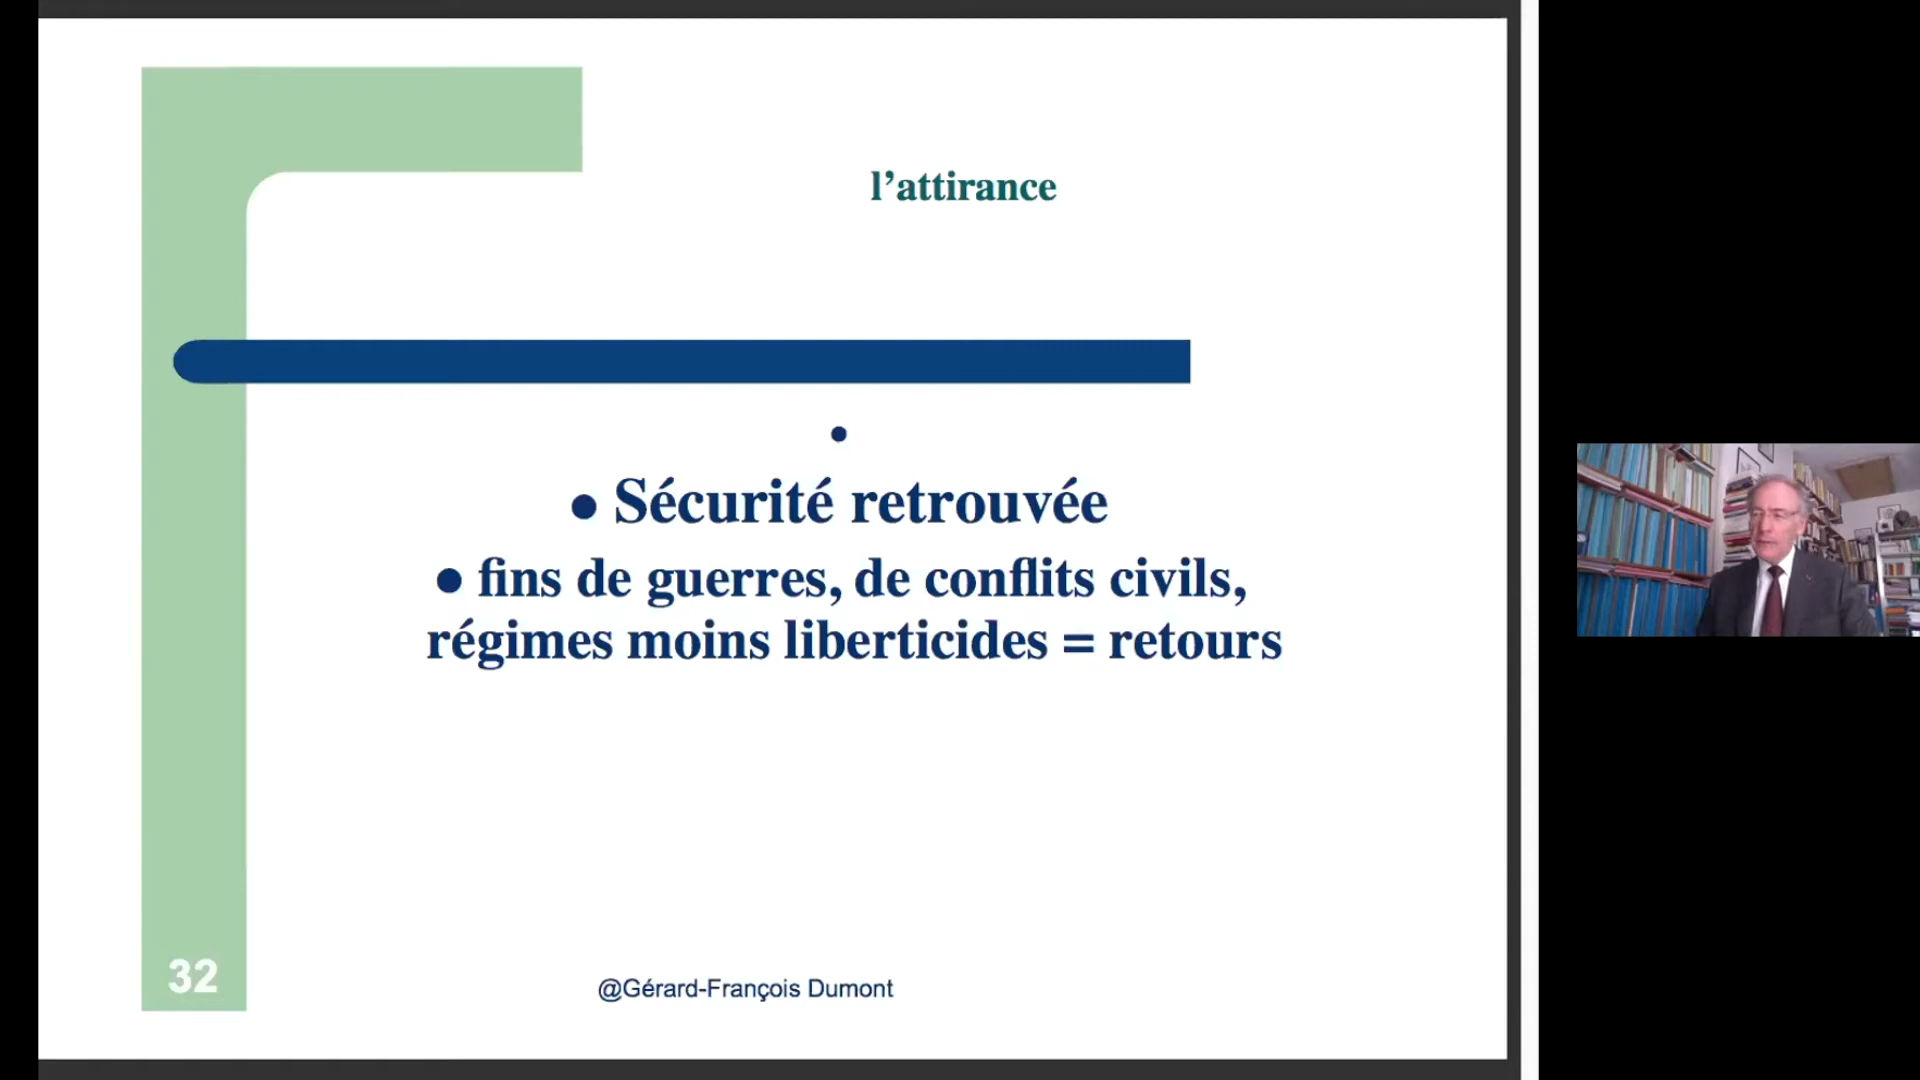 l’attirance
•
• Sécurité retrouvée
• fins de guerres, de conflits civils,
régimes moins liberticides = retours
32
@Gérard-François Dumont